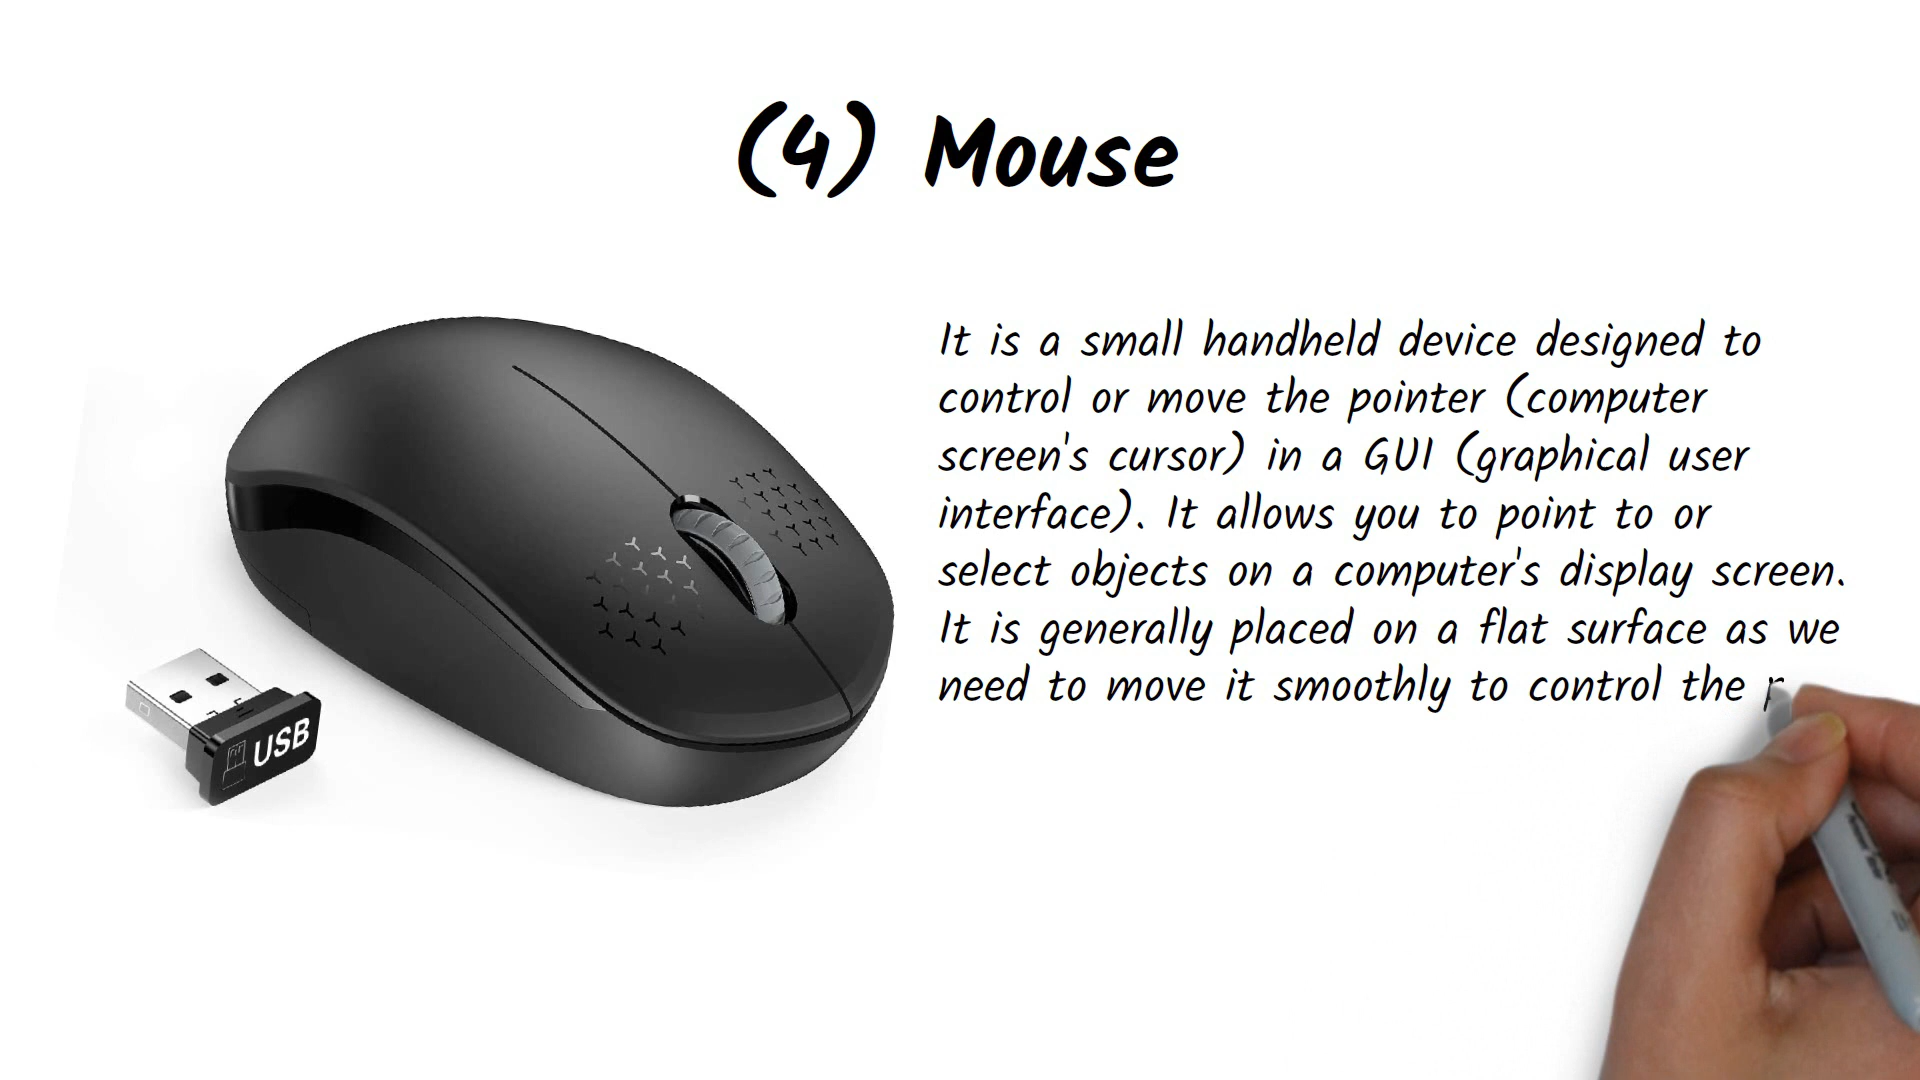 (4) Mouse
It is a small handheld device designed to
control or move the pointer (computer
screen's cursor) in a GUI (graphical user
interface). It allows you to point to or
select objects on a computer's display screen.
It is generally placed on a flat surface as we
need to move it smoothly to control the
USB